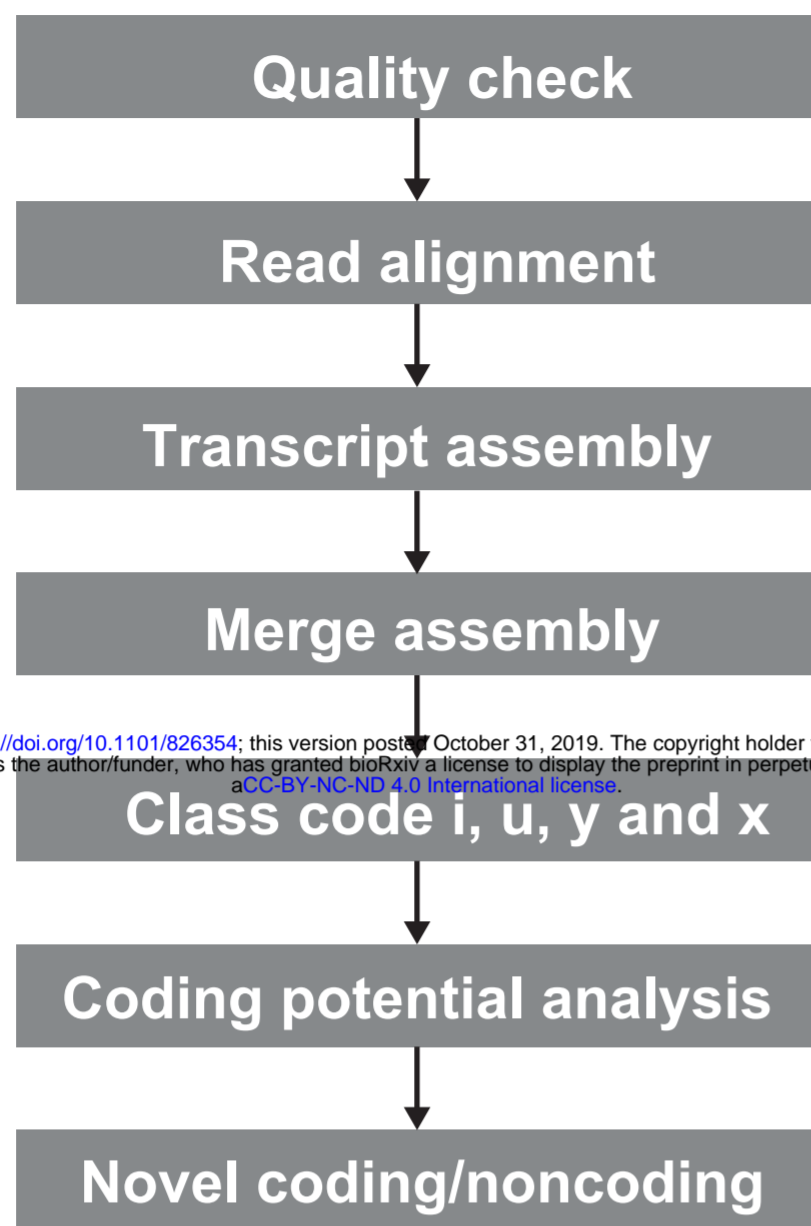 Quality check
Read alignment
Transcript assembly
Merge assembly
//doi.org/10.1101/826354; this version posted October 31, 2019. The copyright holder
the author/funder, who has granted bioRxiv a license to display the preprint in
aCC-BY-NC-ND 4.0 International license.
Class code i, u, y and x
Coding potential analysis
Novel coding/noncoding